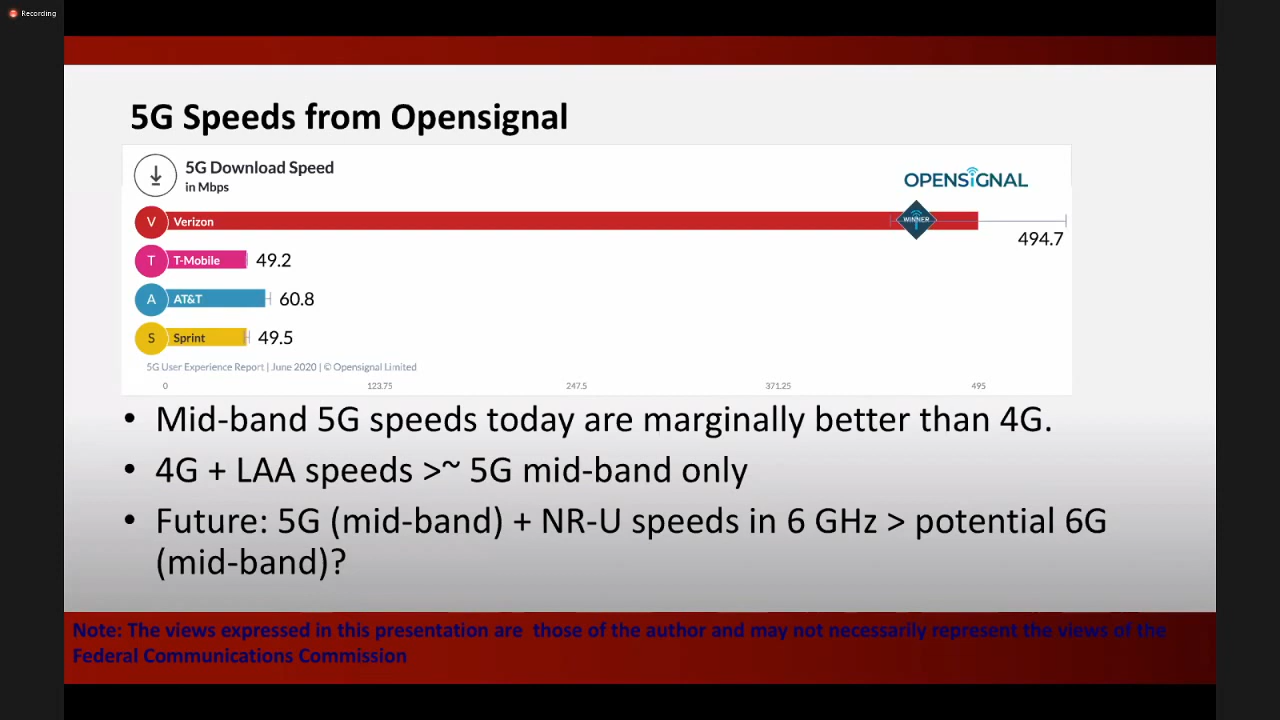 Recording
5G Speeds from Opensignal
5G Download Speed
in Mbps
OPENSIGNAL
V Verizon
WINNER
494.7
T T-Mobile 49.2
A AT&T 60.8
S Sprint 49.5
5G User Experience Report | June 2020 | © Opensignal Limited
0 123.75 247.5 371.25 495
• Mid-band 5G speeds today are marginally better than 4G.
• 4G + LAA speeds >~ 5G mid-band only
• Future: 5G (mid-band) + NR-U speeds in 6 GHz > potential 6G
(mid-band)?
Note: The views expressed in this presentation are those of the author and may not necessarily represent the views of the
Federal Communications Commission